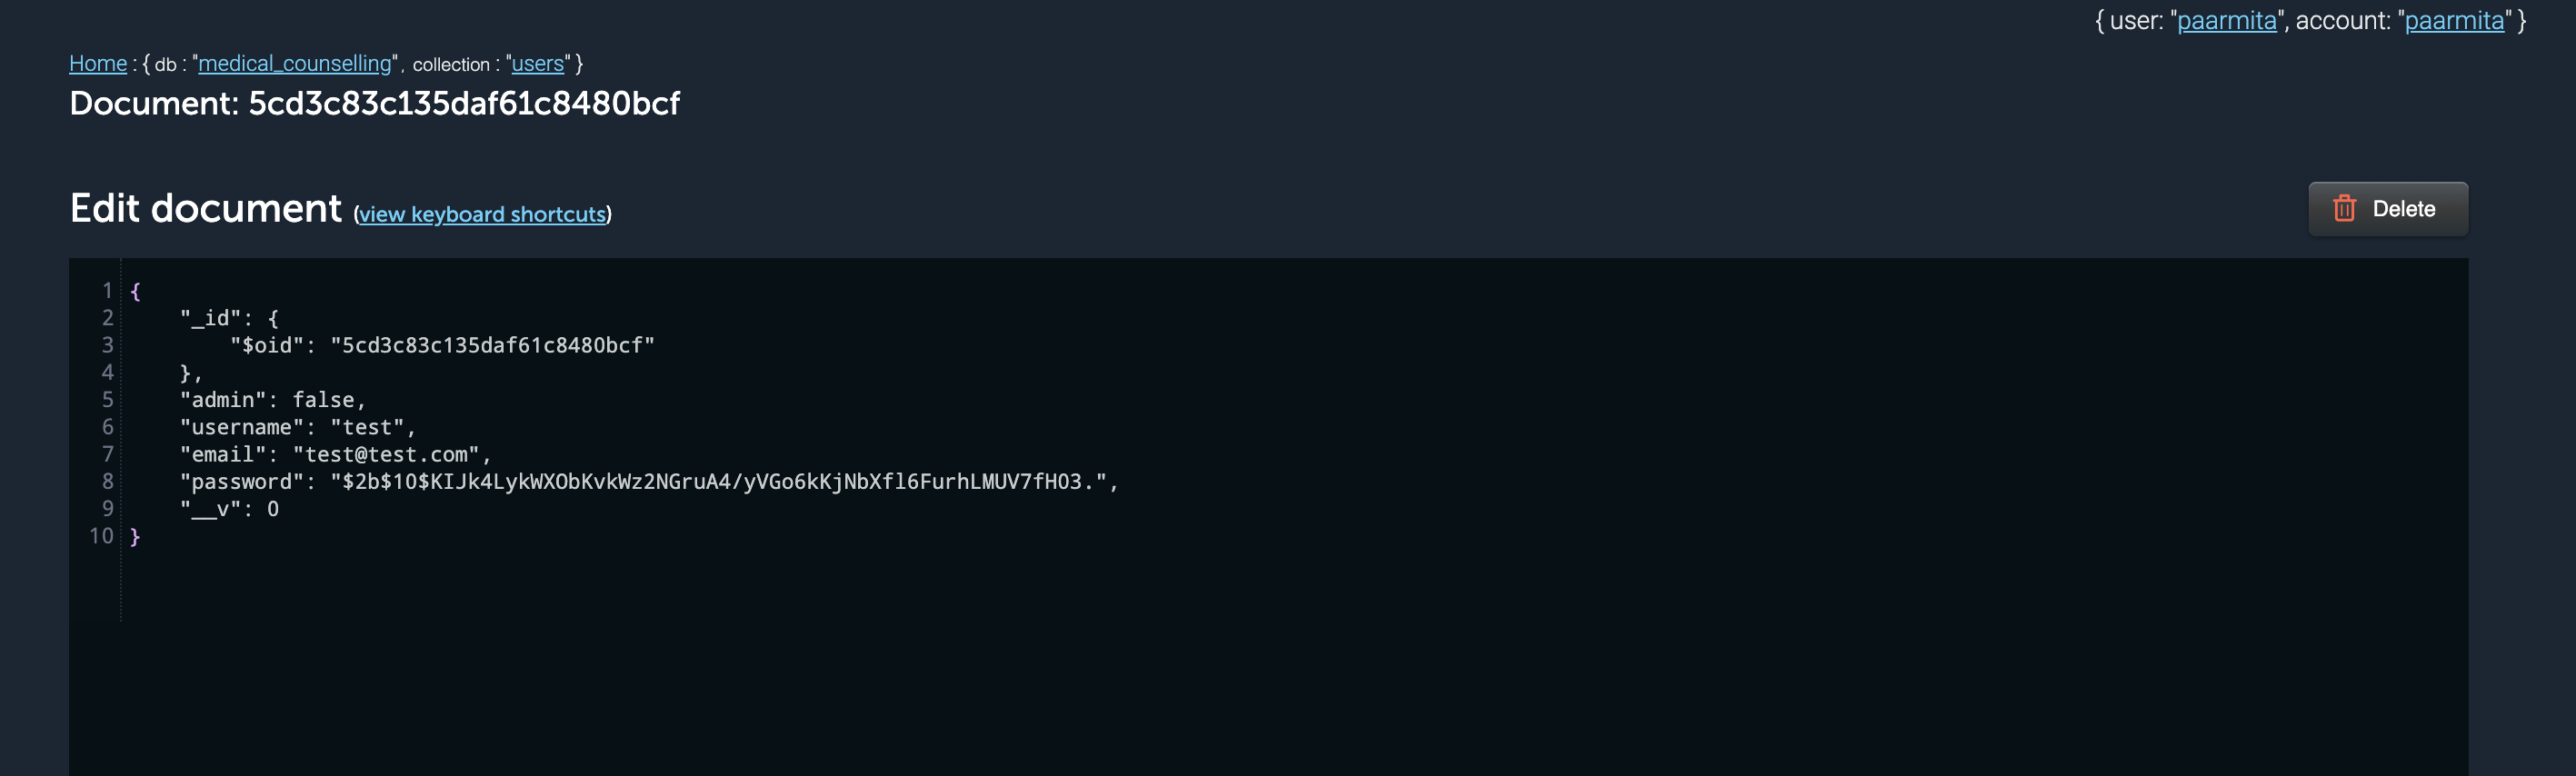 { user: "paarmita", account: "paarmita" }
Home : { db : "medical_counselling", collection : "users" }
Document: 5cd3c83c135daf61c8480bcf
Edit document (view keyboard shortcuts)
Delete
1 {
2 "_id": {
3 "$oid": "5cd3c83c135daf61c8480bcf"
4 },
5 "admin": false,
6 "username": "test",
7 "email": "test@test.com",
8 "password": "$2b$10$KIJk4LykWXObKvkWz2NGruA4/yVGo6kKjNbXfl6FurhLMUV7fHO3.",
9 "__v": 0
10 }